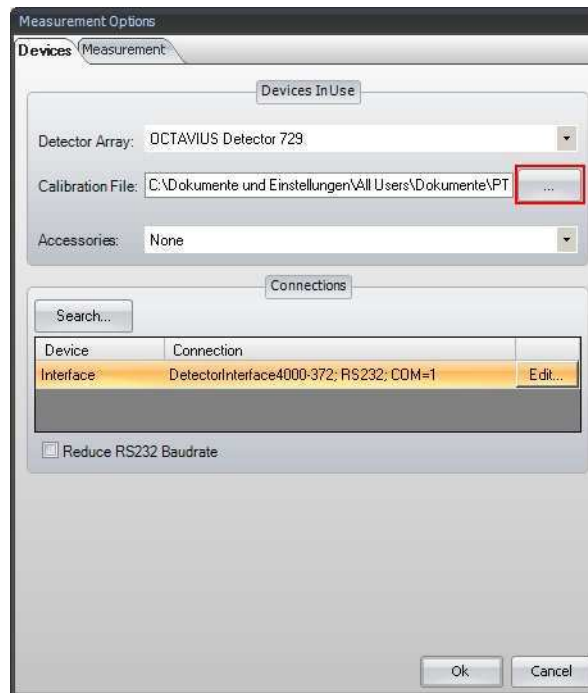 Measurement Options
Devices Measurement
Devices In Use
Detector Array: OCTAVIUS Detector 729
Calibration File: C:\Dokumente und Einstellungen\All Users\Dokumente\PT ...
Accessories: None
Connections
Search...
Device Connection
Interface DetectorInterface4000-372; RS232; COM=1 Edit...
Reduce RS232 Baudrate
Ok Cancel